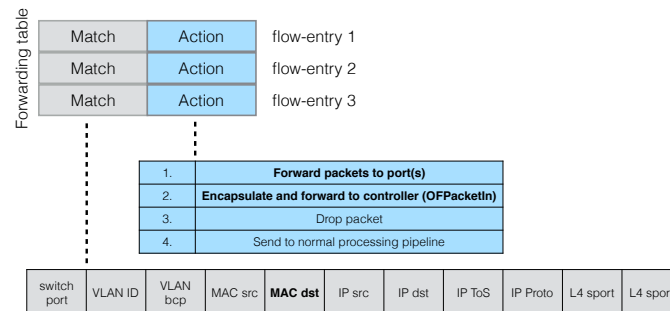 Forwarding table
Match Action flow-entry 1
Match Action flow-entry 2
Match Action flow-entry 3
1. Forward packets to port(s)
2. Encapsulate and forward to controller (OFPacketIn)
3. Drop packet
4. Send to normal processing pipeline
switch port VLAN ID VLAN bcp MAC src MAC dst IP src IP dst IP ToS IP Proto L4 sport L4 spor